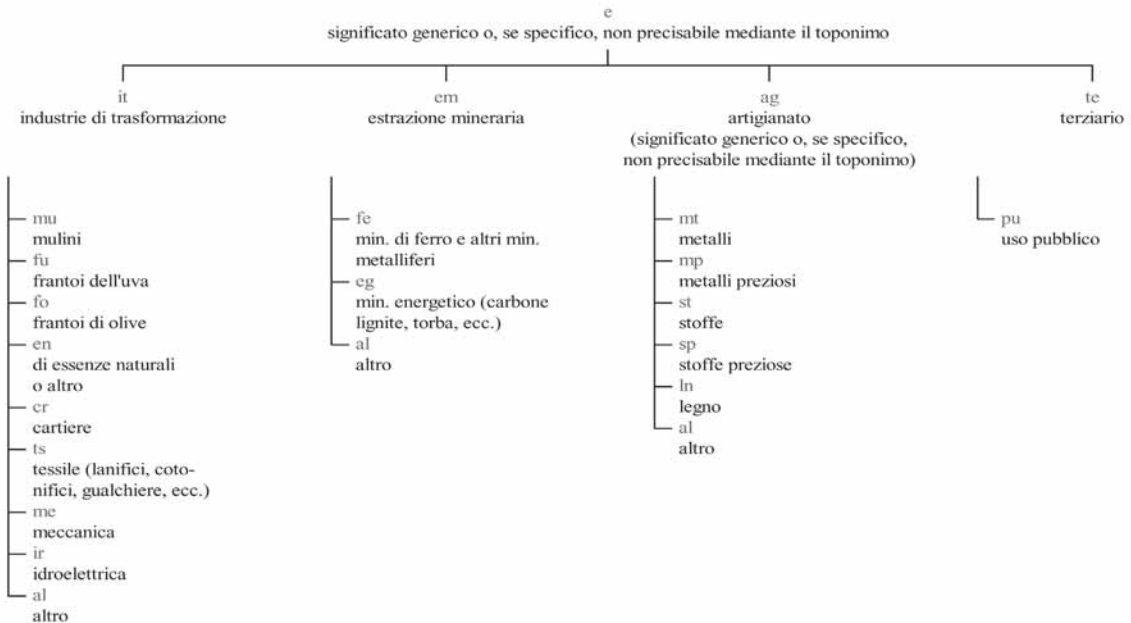 e
significato generico o, se specifico, non precisabile mediante il toponimo
it
industrie di trasformazione
em
estrazione mineraria
ag
artigianato
(significato generico o, se specifico,
non precisabile mediante il toponimo)
te
terziario
mu
mulini
fu
frantoi dell'uva
fo
frantoi di olive
en
di essenze naturali
o altro
cr
cartiere
ts
tessile (lanifici, coto-
nifici, gualchiere, ecc.)
me
meccanica
ir
idroelettrica
al
altro
fe
min. di ferro e altri min.
metalliferi
eg
min. energetico (carbone
lignite, torba, ecc.)
al
altro
mt
metalli
mp
metalli preziosi
st
stoffe
sp
stoffe preziose
ln
legno
al
altro
pu
uso pubblico